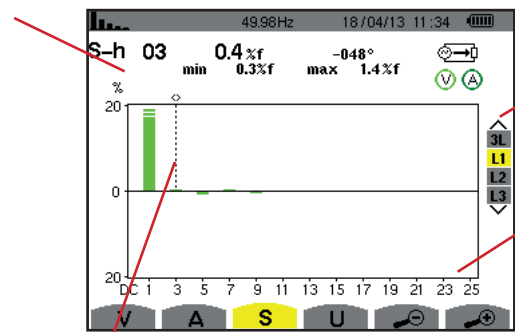 49.98Hz 18/04/13 11:34
S-h 03 0.4 %f -048°
min 0.3%f max 1.4%f
V A
%
20
3L
L1
L2
L3
0
20
DC 1 3 5 7 9 11 13 15 17 19 21 23 25
V A S U